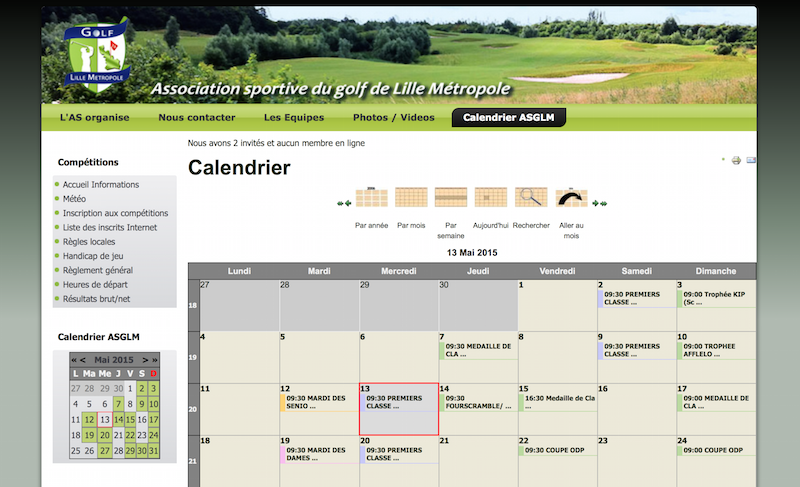 GOLF
LILLE METROPOLE
Association sportive du golf de Lille Métropole
L'AS organise Nous contacter Les Equipes Photos / Videos Calendrier ASGLM
Nous avons 2 invités et aucun membre en ligne
Compétitions
Accueil Informations
Météo
Inscription aux compétitions
Liste des inscrits Internet
Règles locales
Handicap de jeu
Règlement général
Heures de départ
Résultats brut/net
Calendrier ASGLM
« < Mai 2015 > »
L M Me J V S D
27 28 29 30 1 2 3
4 5 6 7 8 9 10
11 12 13 14 15 16 17
18 19 20 21 22 23 24
25 26 27 28 29 30 31
Calendrier
Par année Par mois Par semaine Aujourd'hui Rechercher Aller au mois
13 Mai 2015
Lundi Mardi Mercredi Jeudi Vendredi Samedi Dimanche
18
27 28 29 30 1 2 3
09:30 PREMIERS CLASSE ...
09:00 Trophée KIP (Sc ...
19
4 5 6 7 8 9 10
09:30 MEDAILLE DE CLA ...
09:30 PREMIERS CLASSE ...
09:00 TROPHEE AFFLELO ...
20
11 12 13 14 15 16 17
09:30 MARDI DES SENIO ...
09:30 PREMIERS CLASSE ...
09:30 FOURSCRAMBLE/ ...
16:30 Medaille de Cla ...
09:00 MEDAILLE DE CLA ...
21
18 19 20 21 22 23 24
09:30 MARDI DES DAMES ...
09:30 PREMIERS CLASSE ...
09:30 COUPE ODP
09:00 COUPE ODP